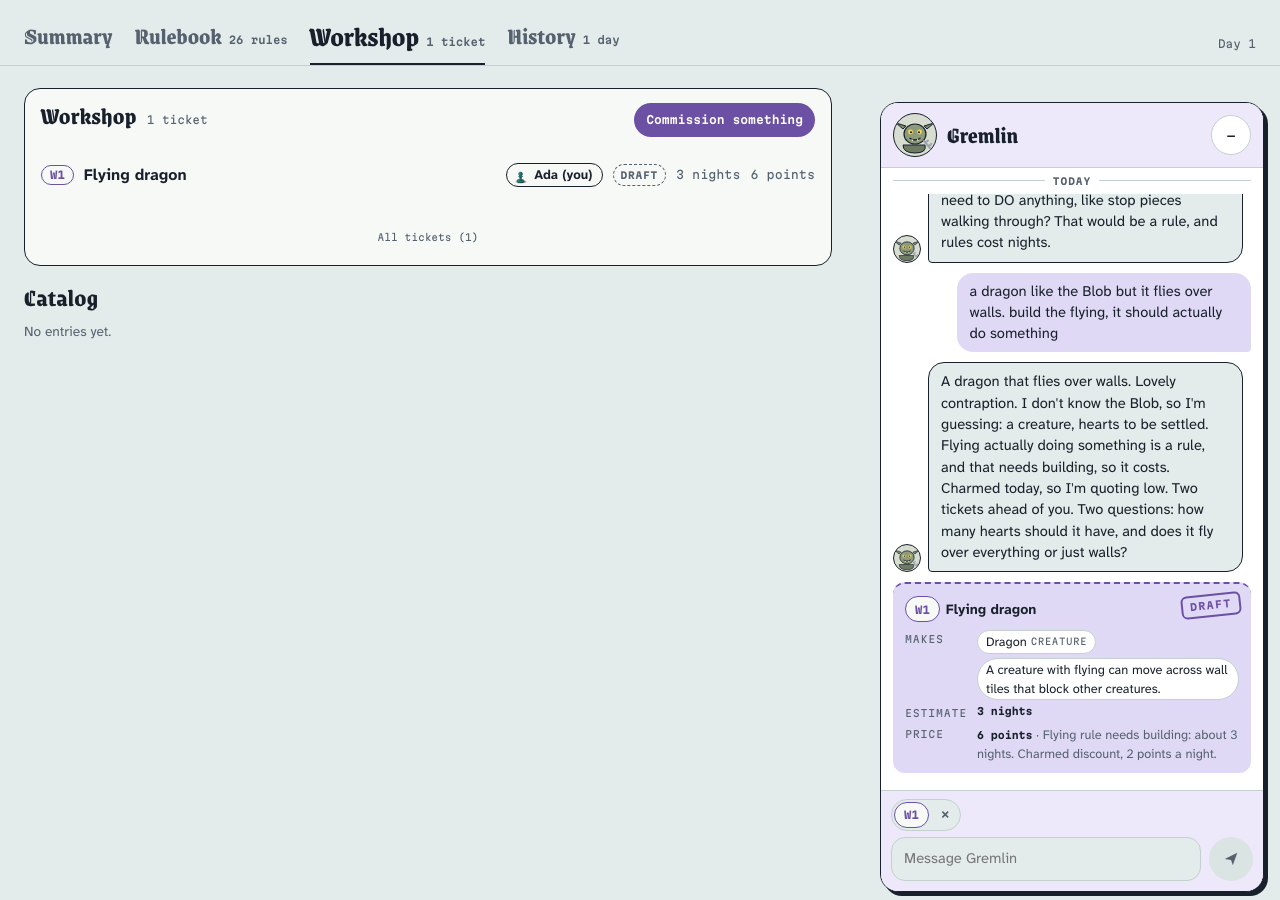 Summary Rulebook 26 rules Workshop 1 ticket History 1 day Day 1
Workshop 1 ticket Commission something
W1 Flying dragon Ada (you) DRAFT 3 nights 6 points
All tickets (1)
Catalog
No entries yet.
Gremlin –
TODAY
need to DO anything, like stop pieces
walking through? That would be a rule, and
rules cost nights.
a dragon like the Blob but it flies over
walls. build the flying, it should actually
do something
A dragon that flies over walls. Lovely
contraption. I don't know the Blob, so I'm
guessing: a creature, hearts to be settled.
Flying actually doing something is a rule,
and that needs building, so it costs.
Charmed today, so I'm quoting low. Two
tickets ahead of you. Two questions: how
many hearts should it have, and does it fly
over everything or just walls?
W1 Flying dragon DRAFT
MAKES Dragon CREATURE
A creature with flying can move across wall
tiles that block other creatures.
ESTIMATE 3 nights
PRICE 6 points · Flying rule needs building: about 3
nights. Charmed discount, 2 points a night.
W1 ×
Message Gremlin